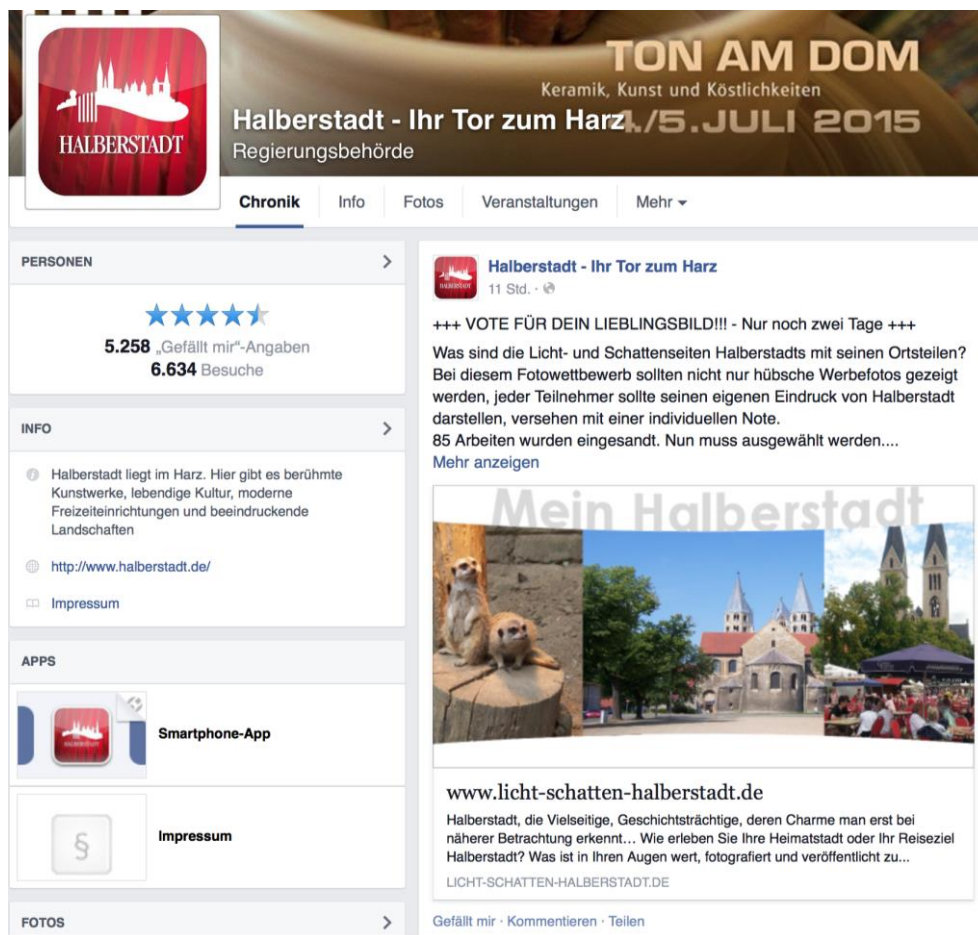 TON AM DOM
Keramik, Kunst und Köstlichkeiten
./5.JULI 2015
HALBERSTADT
Halberstadt - Ihr Tor zum Harz
Regierungsbehörde
Chronik
Info
Fotos
Veranstaltungen
Mehr
PERSONEN
5.258 „Gefällt mir“-Angaben
6.634 Besuche
INFO
Halberstadt liegt im Harz. Hier gibt es berühmte
Kunstwerke, lebendige Kultur, moderne
Freizeiteinrichtungen und beeindruckende
Landschaften
http://www.halberstadt.de/
Impressum
APPS
HALBERSTADT
Smartphone-App
§
Impressum
FOTOS
HALBERSTADT
Halberstadt - Ihr Tor zum Harz
11 Std. ·
+++ VOTE FÜR DEIN LIEBLINGSBILD!!! - Nur noch zwei Tage +++
Was sind die Licht- und Schattenseiten Halberstadts mit seinen Ortsteilen?
Bei diesem Fotowettbewerb sollten nicht nur hübsche Werbefotos gezeigt
werden, jeder Teilnehmer sollte seinen eigenen Eindruck von Halberstadt
darstellen, versehen mit einer individuellen Note.
85 Arbeiten wurden eingesandt. Nun muss ausgewählt werden....
Mehr anzeigen
Mein Halberstadt
www.licht-schatten-halberstadt.de
Halberstadt, die Vielseitige, Geschichtsträchtige, deren Charme man erst bei
näherer Betrachtung erkennt… Wie erleben Sie Ihre Heimatstadt oder Ihr Reiseziel
Halberstadt? Was ist in Ihren Augen wert, fotografiert und veröffentlicht zu...
LICHT-SCHATTEN-HALBERSTADT.DE
Gefällt mir · Kommentieren · Teilen